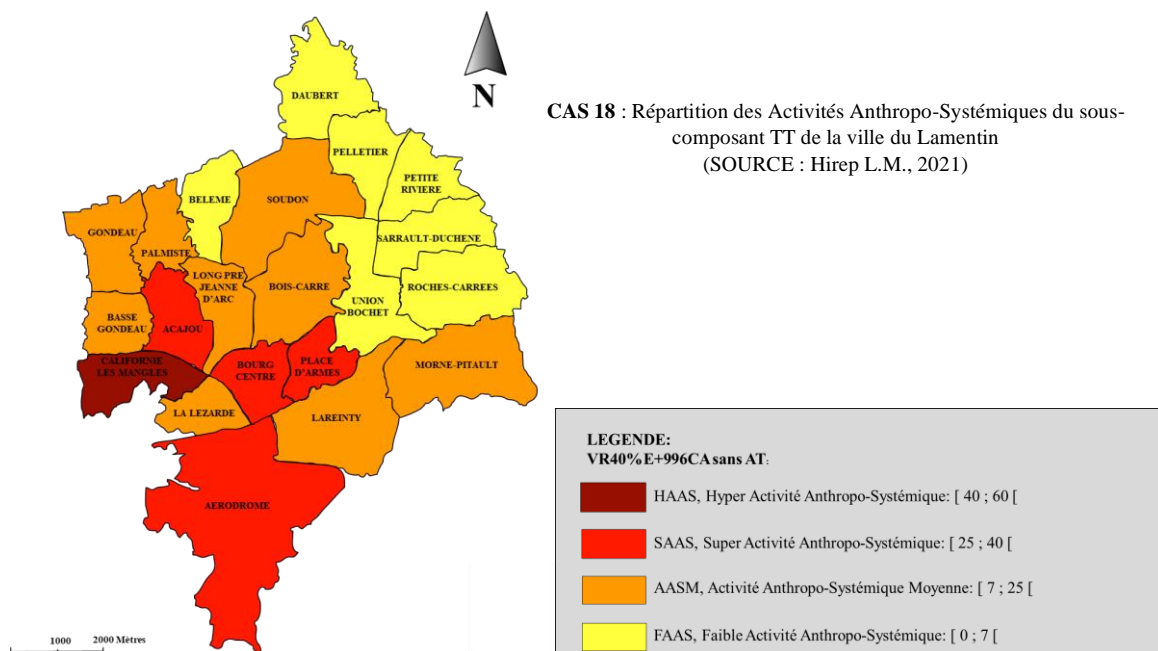 N
CAS 18 : Répartition des Activités Anthropo-Systémiques du sous-
composant TT de la ville du Lamentin
(SOURCE : Hirep L.M., 2021)
DAUBERT
PELLETIER
PETITE
RIVIERE
BELEME
SOUDON
GONDEAU
PALMISTE
SARRAULT-DUCHENE
LONG PRE
JEANNE
D'ARC
BOIS-CARRE
ROCHES-CARREES
UNION
BOCHET
BASSE
GONDEAU
ACAJOU
CALIFORNIE
LES MANGLES
BOURG
CENTRE
PLACE
D'ARMES
MORNE-PITAULT
LA LEZARDE
LAREINTY
AERODROME
1000
2000 Mètres
LEGENDE:
VR40%E+996CA sans AT:
HAAS, Hyper Activité Anthropo-Systémique: [ 40 ; 60 [
SAAS, Super Activité Anthropo-Systémique: [ 25 ; 40 [
AASM, Activité Anthropo-Systémique Moyenne: [ 7 ; 25 [
FAAS, Faible Activité Anthropo-Systémique: [ 0 ; 7 [